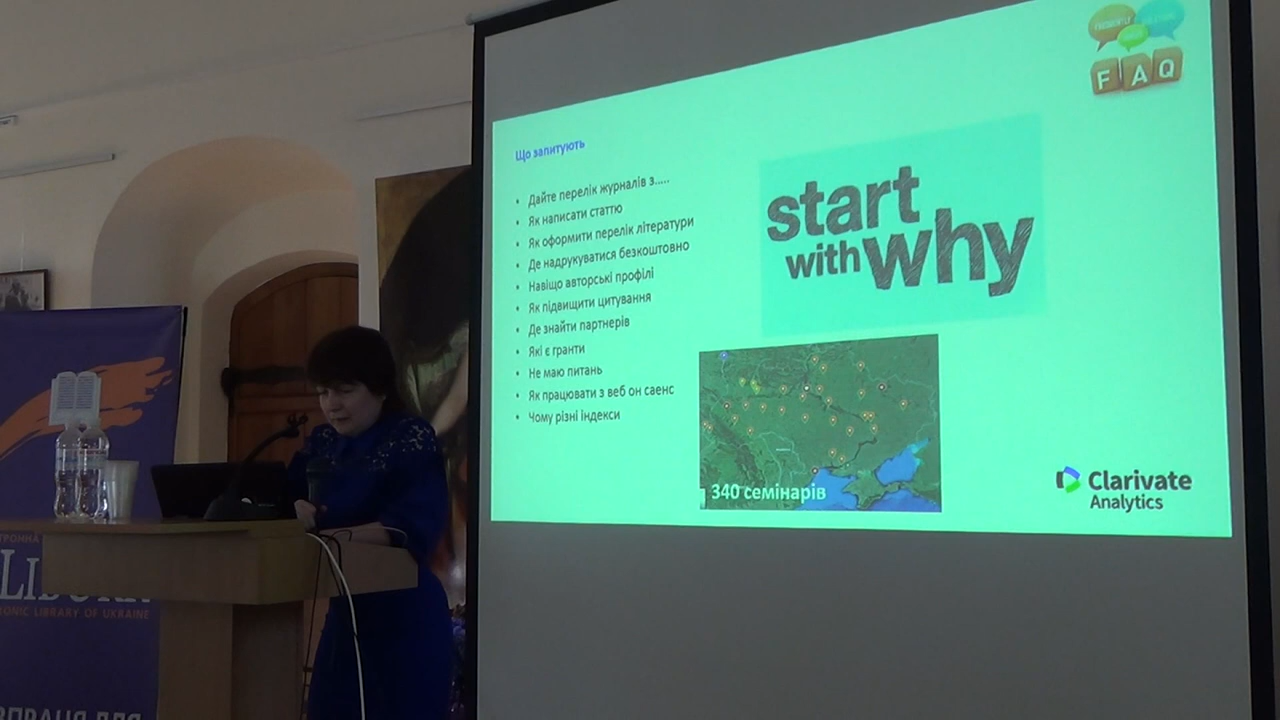 FAQ
Що запитують
• Дайте перелік журналів з.....
• Як написати статтю
• Як оформити перелік літератури
• Де надрукуватися безкоштовно
• Навіщо авторські профілі
• Як підвищити цитування
• Де знайти партнерів
• Які є гранти
• Не маю питань
• Як працювати з веб он саенс
• Чому різні індекси
start
with why
340 семінарів
Clarivate
Analytics
ONIC LIBRARY OF UKRAINE
ДЛЯ